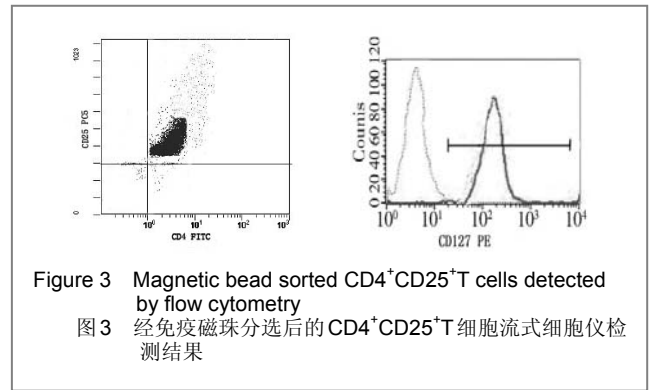 1023
CD25 PC5
0
10⁰ 10¹ 10² 10³
CD4 FITC
Counts
0 20 40 60 80 100 120
10⁰ 10¹ 10² 10³ 10⁴
CD127 PE
Figure 3 Magnetic bead sorted CD4⁺CD25⁺T cells detected
by flow cytometry
图3 经免疫磁珠分选后的CD4⁺CD25⁺T细胞流式细胞仪检
测结果